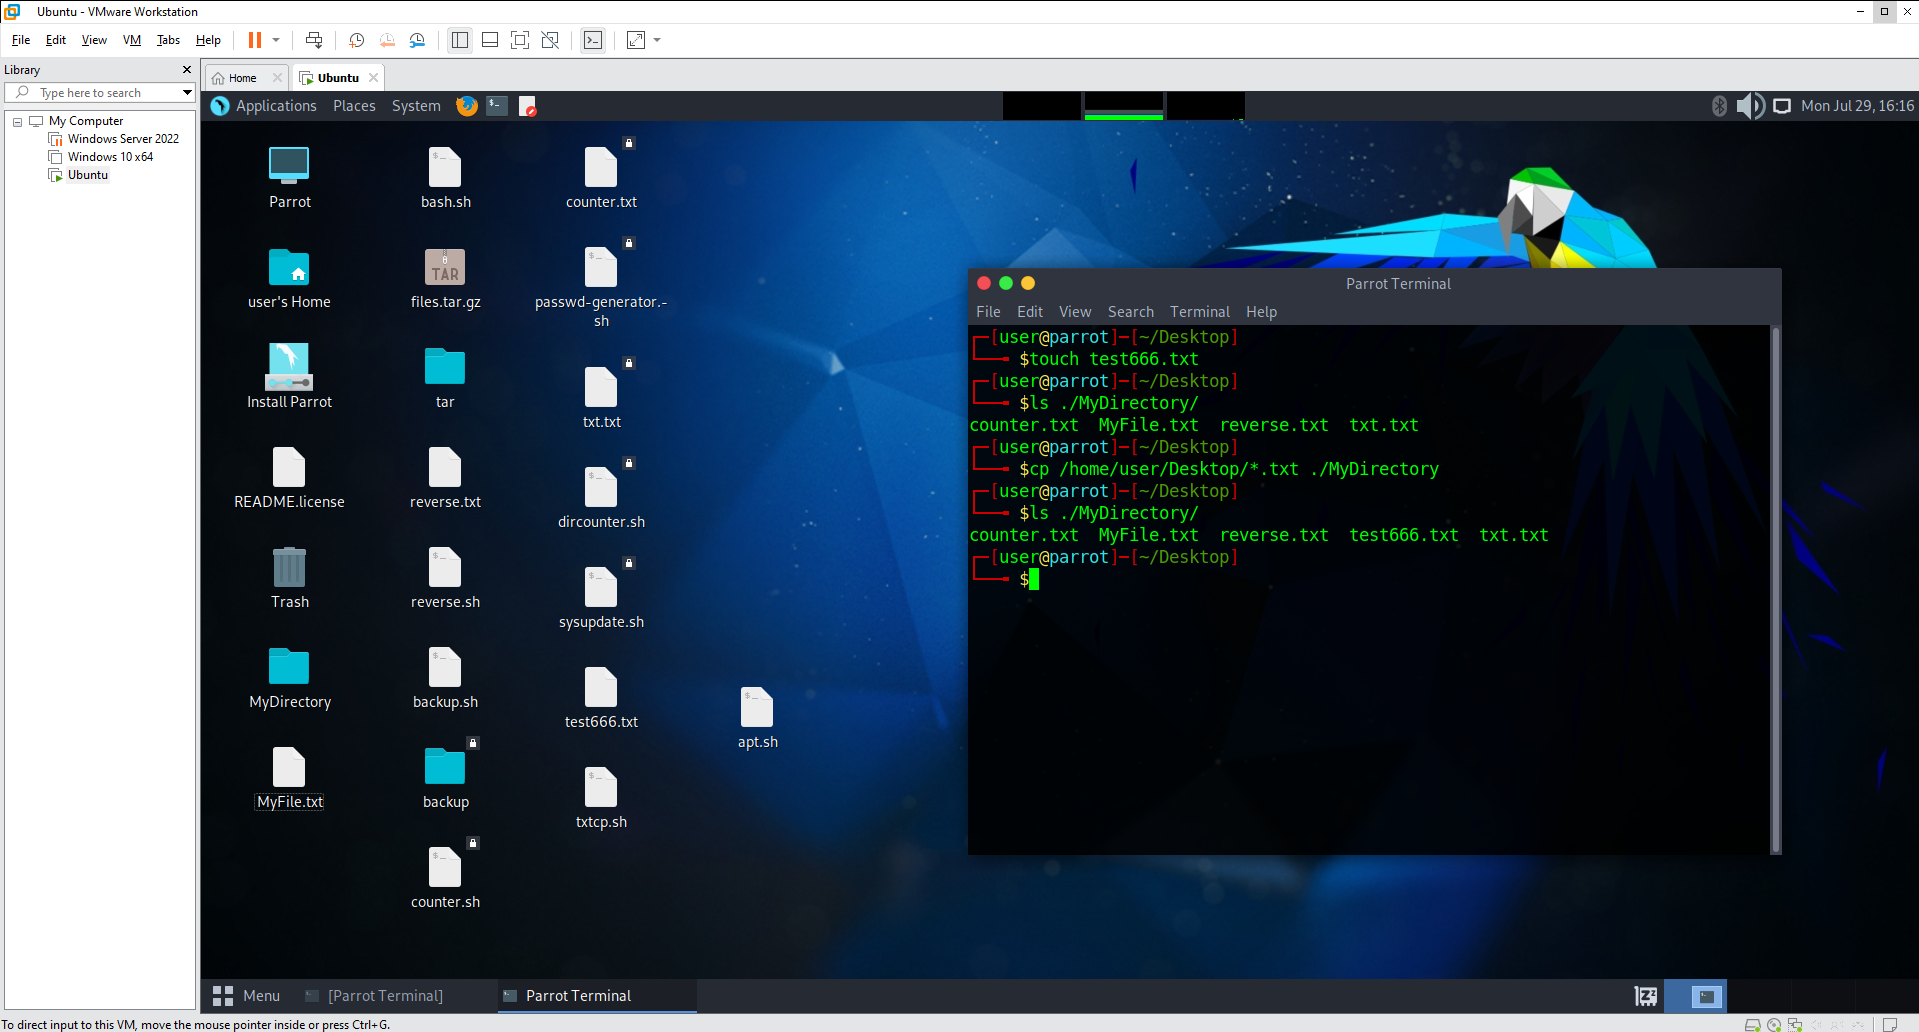 Ubuntu - VMware Workstation
File Edit View VM Tabs Help
Library
Type here to search
My Computer
Windows Server 2022
Windows 10 x64
Ubuntu
Home
Ubuntu
Applications Places System
Mon Jul 29, 16:16
Parrot
bash.sh
counter.txt
user's Home
TAR
files.tar.gz
passwd-generator.-
sh
Install Parrot
tar
txt.txt
README.license
reverse.txt
dircounter.sh
Trash
reverse.sh
sysupdate.sh
MyDirectory
backup.sh
test666.txt
apt.sh
MyFile.txt
backup
txtcp.sh
counter.sh
Parrot Terminal
File Edit View Search Terminal Help
[user@parrot]-[~/Desktop]
$touch test666.txt
[user@parrot]-[~/Desktop]
$ls ./MyDirectory/
counter.txt MyFile.txt reverse.txt txt.txt
[user@parrot]-[~/Desktop]
$cp /home/user/Desktop/*.txt ./MyDirectory
[user@parrot]-[~/Desktop]
$ls ./MyDirectory/
counter.txt MyFile.txt reverse.txt test666.txt txt.txt
[user@parrot]-[~/Desktop]
$
Menu
[Parrot Terminal]
Parrot Terminal
To direct input to this VM, move the mouse pointer inside or press Ctrl+G.